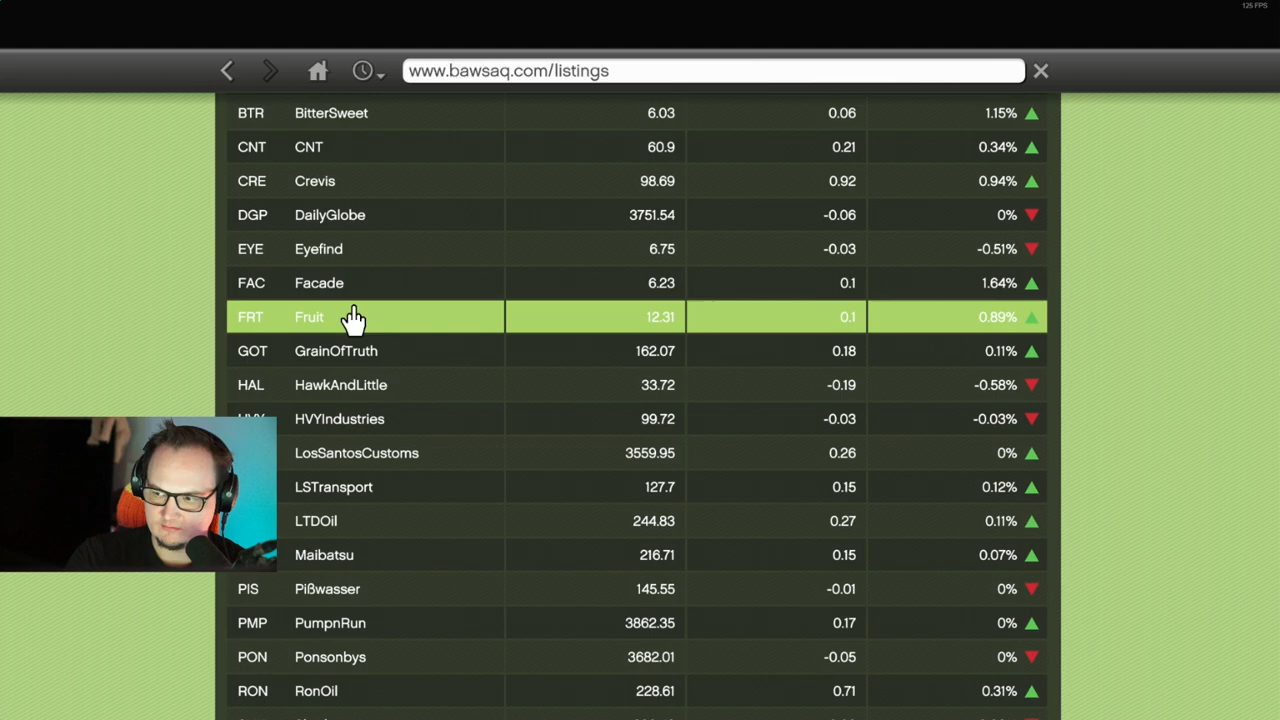 125 FPS
www.bawsaq.com/listings
BTR BitterSweet 6.03 0.06 1.15%
CNT CNT 60.9 0.21 0.34%
CRE Crevis 98.69 0.92 0.94%
DGP DailyGlobe 3751.54 -0.06 0%
EYE Eyefind 6.75 -0.03 -0.51%
FAC Facade 6.23 0.1 1.64%
FRT Fruit 12.31 0.1 0.89%
GOT GrainOfTruth 162.07 0.18 0.11%
HAL HawkAndLittle 33.72 -0.19 -0.58%
HVYIndustries 99.72 -0.03 -0.03%
LosSantosCustoms 3559.95 0.26 0%
LSTransport 127.7 0.15 0.12%
LTDOil 244.83 0.27 0.11%
Maibatsu 216.71 0.15 0.07%
PIS Pißwasser 145.55 -0.01 0%
PMP PumpnRun 3862.35 0.17 0%
PON Ponsonbys 3682.01 -0.05 0%
RON RonOil 228.61 0.71 0.31%